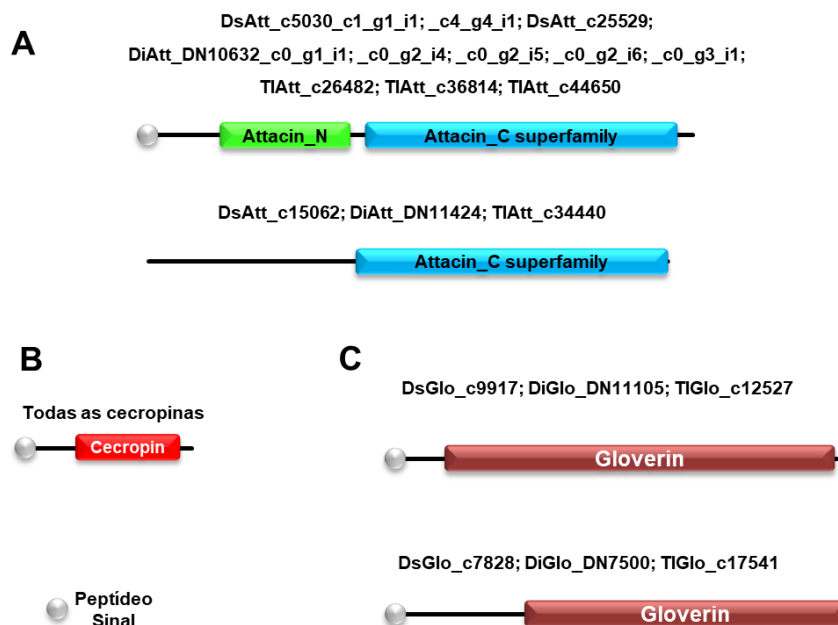 A
DsAtt_c5030_c1_g1_i1; _c4_g4_i1; DsAtt_c25529;
DiAtt_DN10632_c0_g1_i1; _c0_g2_i4; _c0_g2_i5; _c0_g2_i6; _c0_g3_i1;
TlAtt_c26482; TlAtt_c36814; TlAtt_c44650
Attacin_N Attacin_C superfamily
DsAtt_c15062; DiAtt_DN11424; TlAtt_c34440
Attacin_C superfamily
B
Todas as cecropinas
Cecropin
Peptídeo
Sinal
C
DsGlo_c9917; DiGlo_DN11105; TlGlo_c12527
Gloverin
DsGlo_c7828; DiGlo_DN7500; TlGlo_c17541
Gloverin